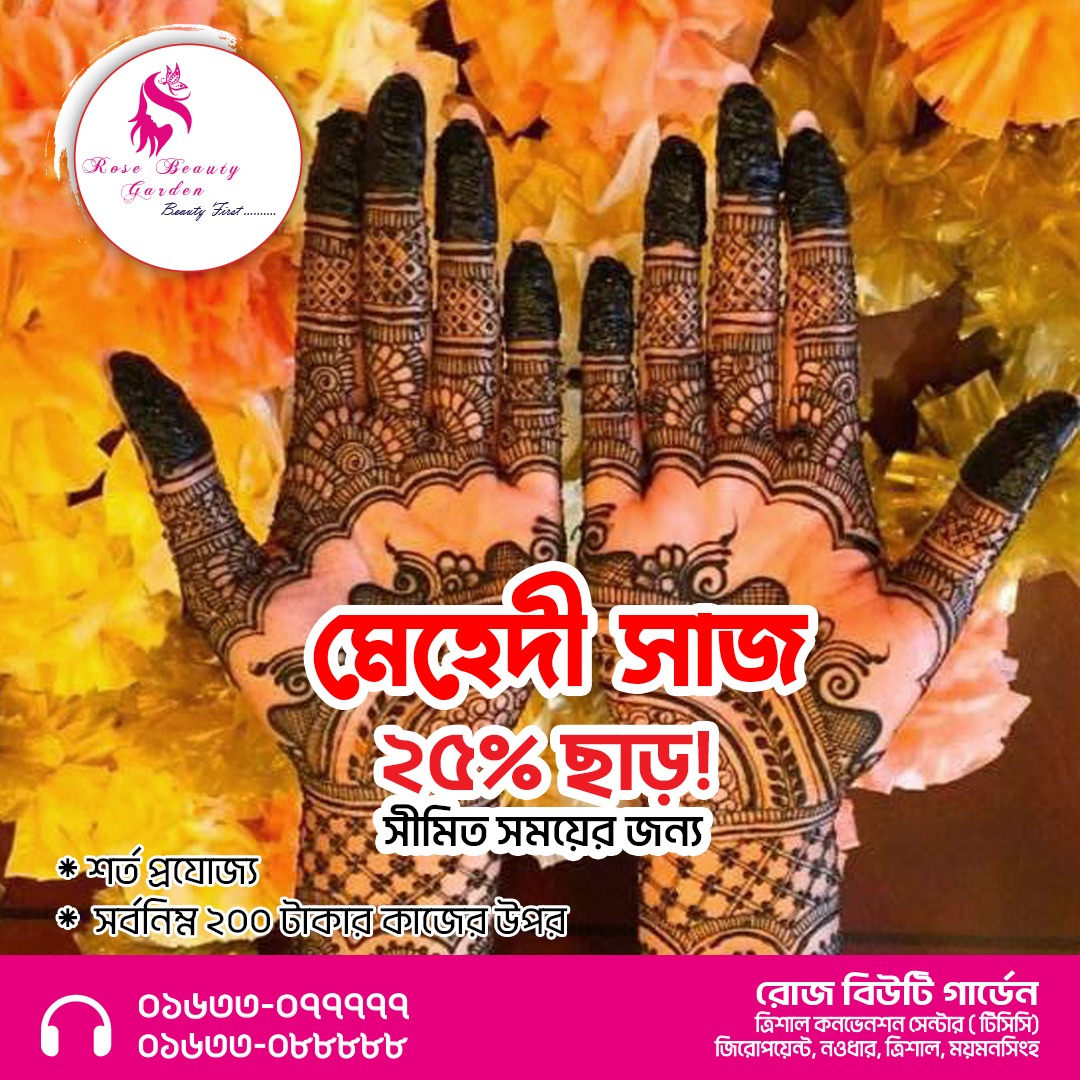 Rose Beauty
Garden
Beauty First..........
মেহেদী সাজ
২৫% ছাড়!
সীমিত সময়ের জন্য
* শর্ত প্রযোজ্য
* সর্বনিম্ন ২০০ টাকার কাজের উপর
০১৬৩৩-০৭৭৭৭৭
০১৬৩৩-০৮৮৮৮৮
রোজ বিউটি গার্ডেন
ত্রিশাল কনভেনশন সেন্টার ( টিসিসি)
জিরোপয়েন্ট, নওধার, ত্রিশাল, ময়মনসিংহ